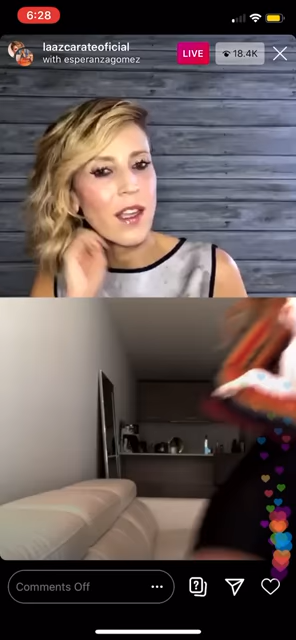 6:28
laazcarateoficial
with esperanzagomez
LIVE
18.4K
Comments Off